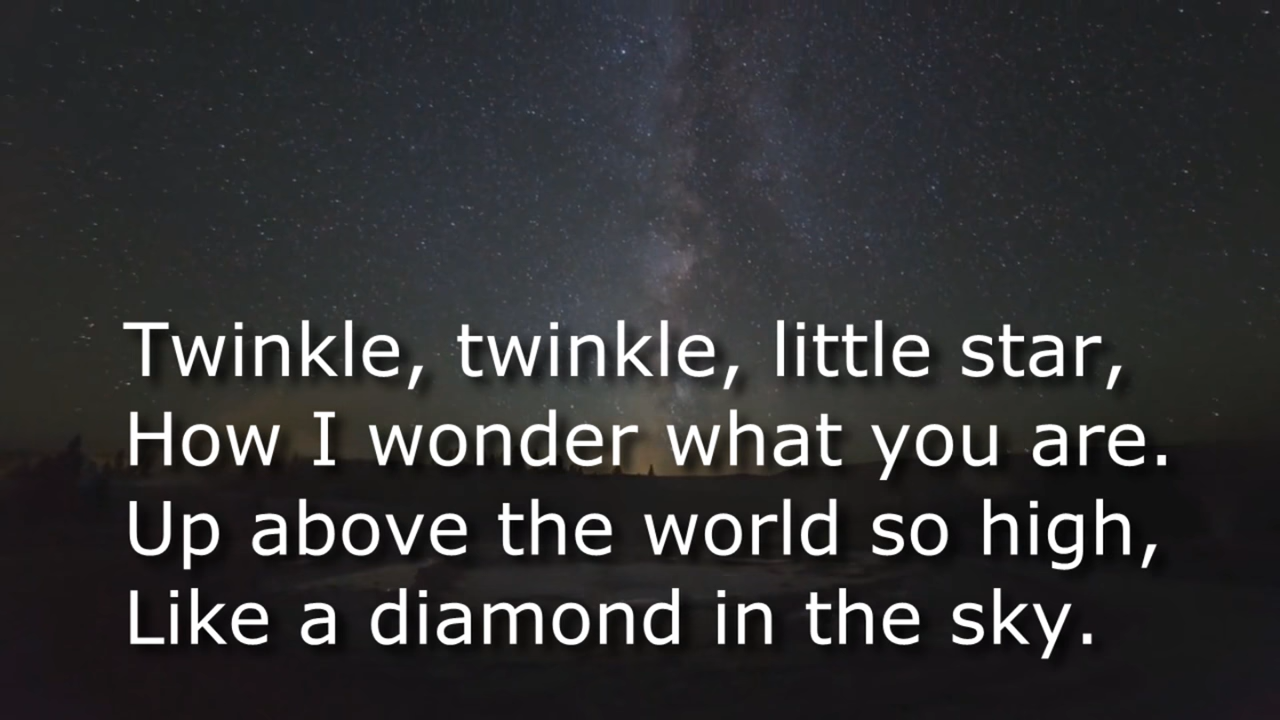 Twinkle, twinkle, little star,
How I wonder what you are.
Up above the world so high,
Like a diamond in the sky.